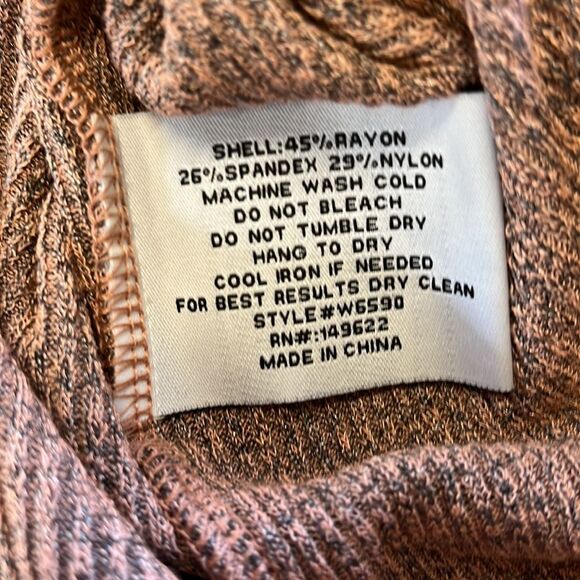 SHELL:45%RAYON
26%SPANDEX 29%NYLON
MACHINE WASH COLD
DO NOT BLEACH
DO NOT TUMBLE DRY
HANG TO DRY
COOL IRON IF NEEDED
FOR BEST RESULTS DRY CLEAN
STYLE#W6590
RN#:149622
MADE IN CHINA